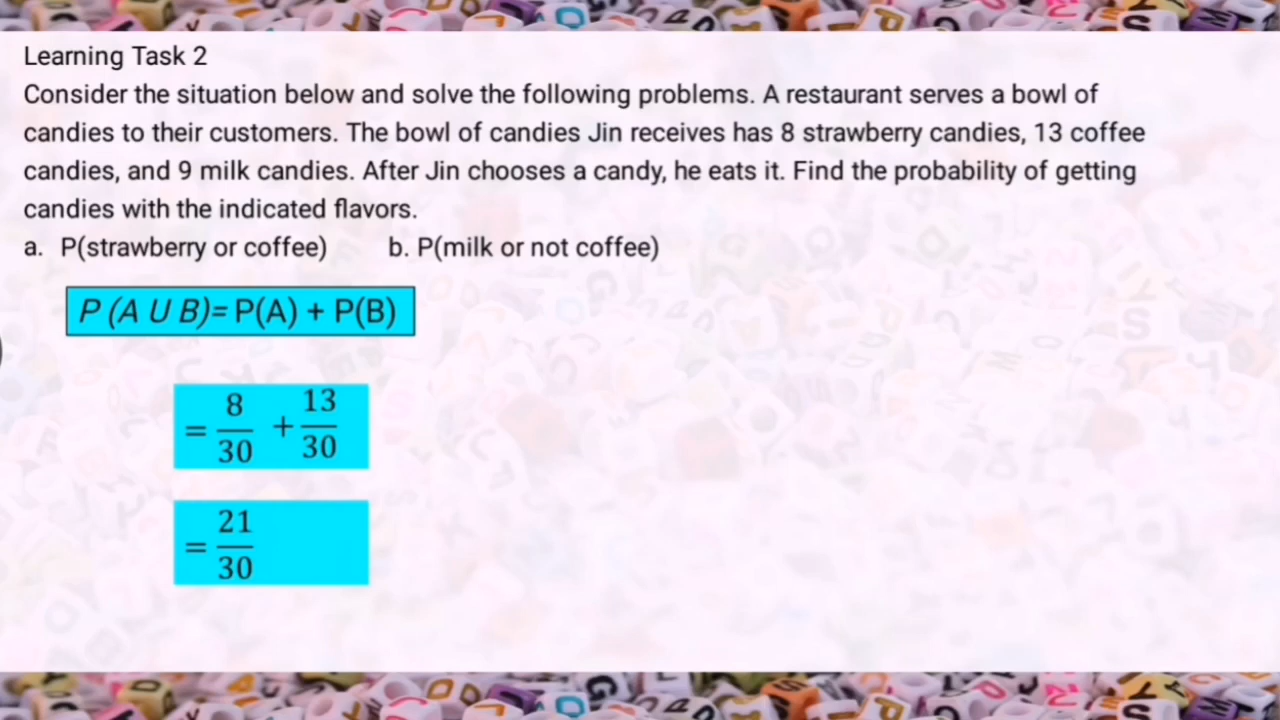 Learning Task 2
Consider the situation below and solve the following problems. A restaurant serves a bowl of
candies to their customers. The bowl of candies Jin receives has 8 strawberry candies, 13 coffee
candies, and 9 milk candies. After Jin chooses a candy, he eats it. Find the probability of getting
candies with the indicated flavors.
a. P(strawberry or coffee) b. P(milk or not coffee)
P (A U B)= P(A) + P(B)
= 8/30 + 13/30
= 21/30